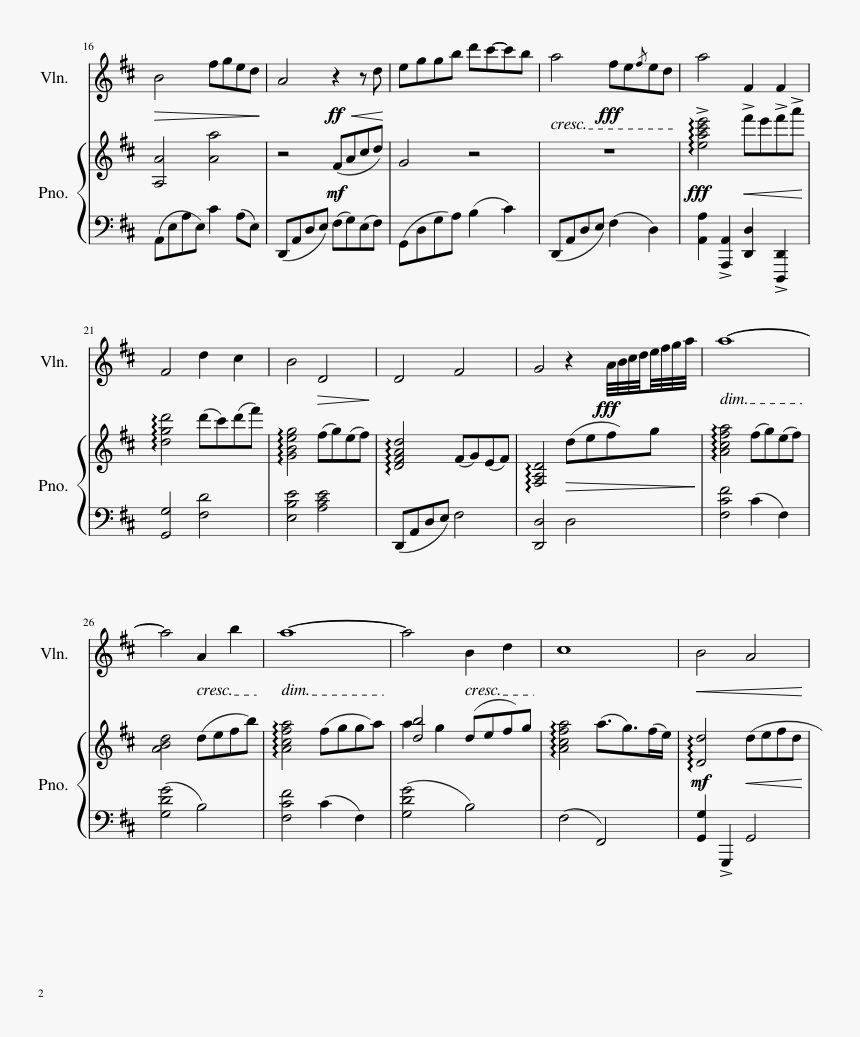 16
Vln.
ff
cresc.
fff
Pno.
mf
fff
21
Vln.
fff
dim.
Pno.
26
Vln.
cresc.
dim.
cresc.
Pno.
mf
2